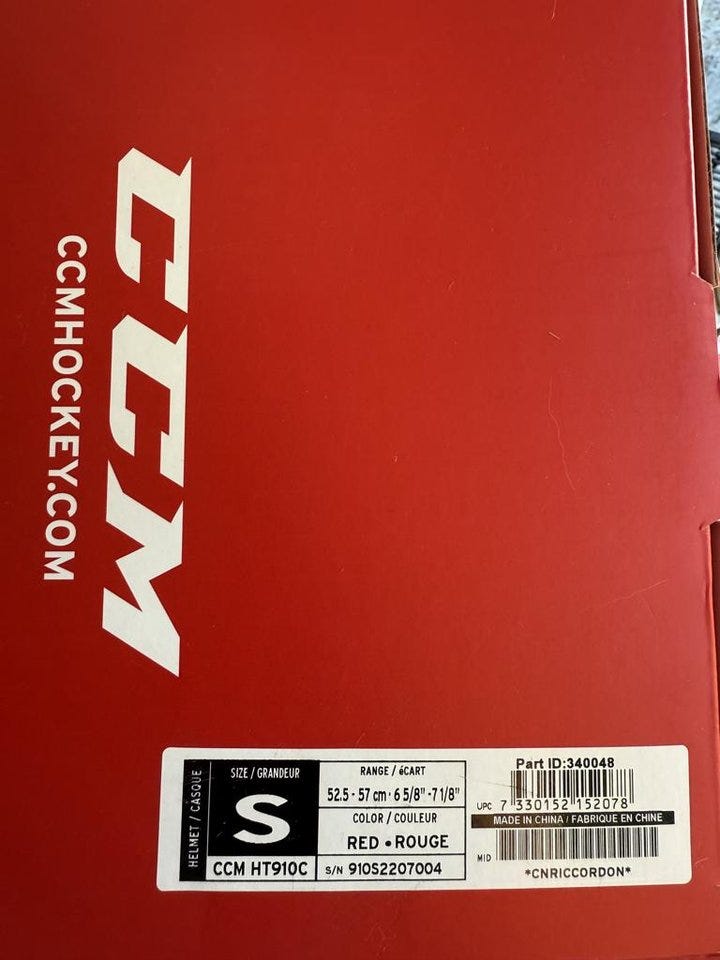 CCM
CCMHOCKEY.COM
HELMET / CASQUE
SIZE / GRANDEUR
S
CCM HT910C
RANGE / éCART
52.5 - 57 cm · 6 5/8" -7 1/8"
COLOR / COULEUR
RED • ROUGE
S/N 910S2207004
Part ID:340048
UPC 7 330152 152078
MADE IN CHINA / FABRIQUE EN CHINE
MID
*CNRICCORDON*